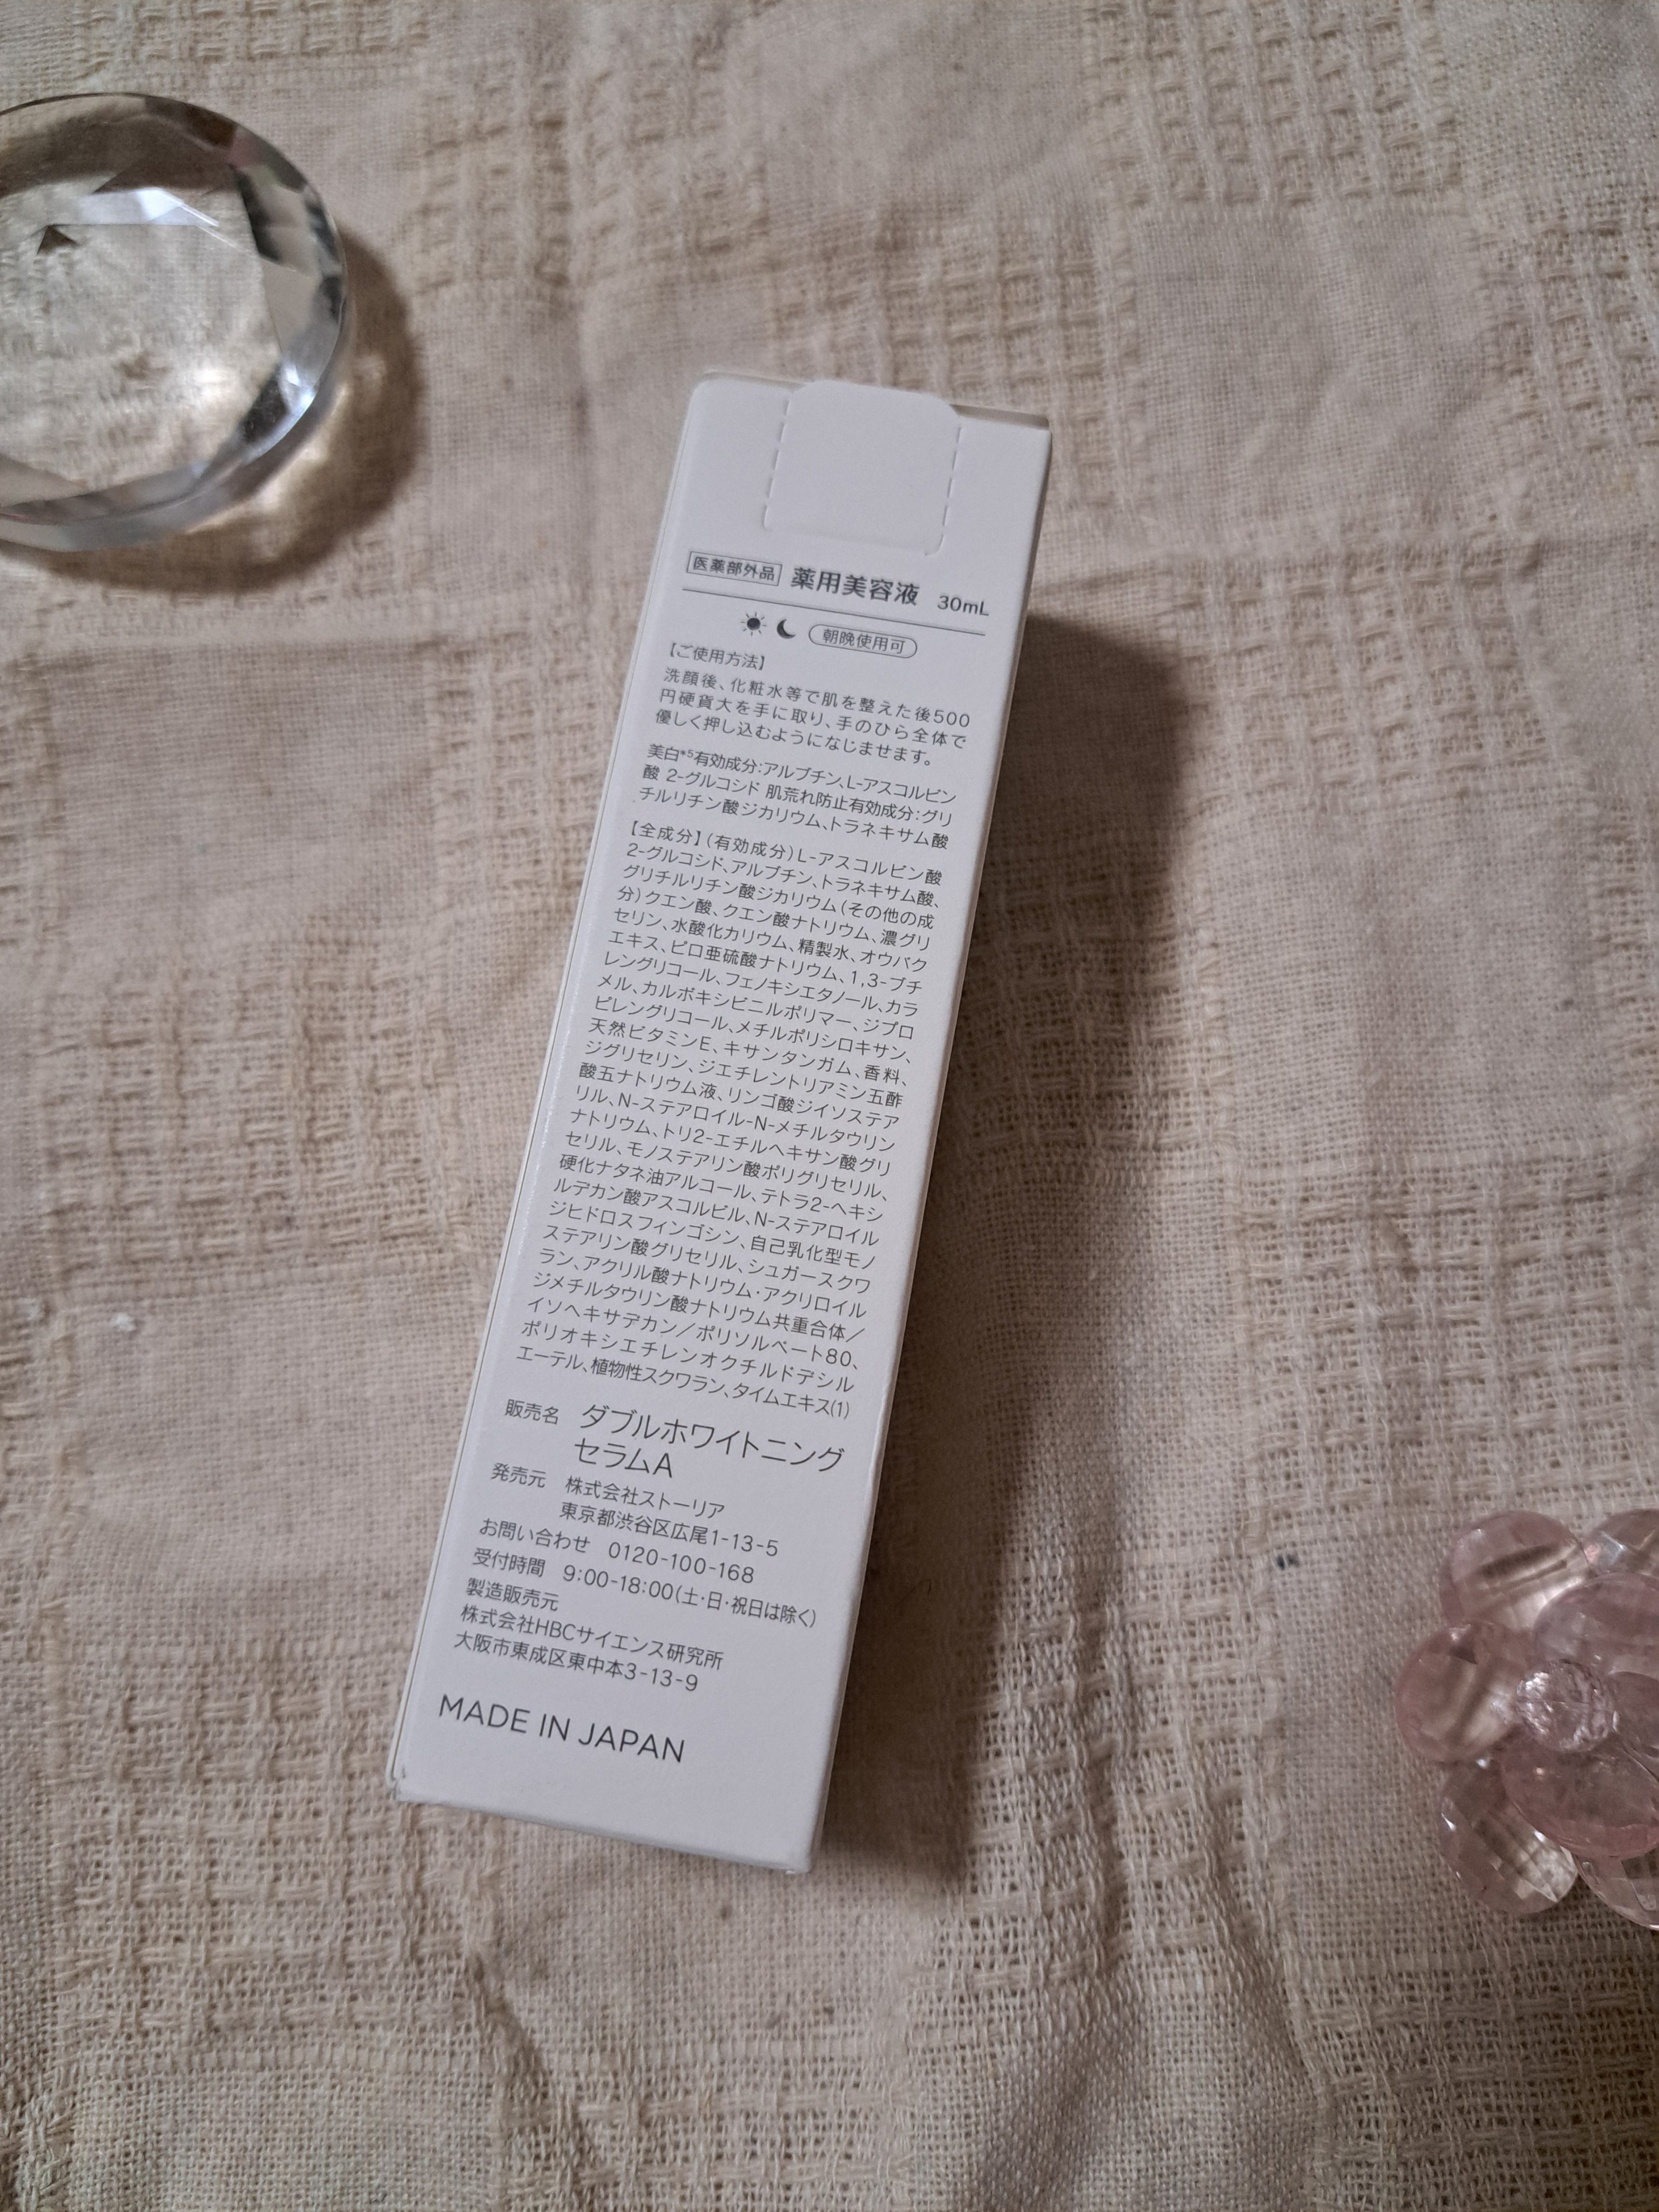 医薬部外品 薬用美容液 30mL
朝晩使用可
【ご使用方法】
洗顔後、化粧水等で肌を整えた後500
円硬貨大を手に取り、手のひら全体で
優しく押し込むようになじませます。
美白*5有効成分:アルブチン、L-アスコルビン
酸 2-グルコシド 肌荒れ防止有効成分:グリ
チルリチン酸ジカリウム、トラネキサム酸
【全成分】(有効成分)L-アスコルビン酸
2-グルコシド、アルブチン、トラネキサム酸、
グリチルリチン酸ジカリウム(その他の成
分)クエン酸、クエン酸ナトリウム、濃グリ
セリン、水酸化カリウム、精製水、オウバク
エキス、ピロ亜硫酸ナトリウム、1,3-ブチ
レングリコール、フェノキシエタノール、カラ
メル、カルボキシビニルポリマー、ジプロ
ピレングリコール、メチルポリシロキサン、
天然ビタミンE、キサンタンガム、香料、
ジグリセリン、ジエチレントリアミン五酢
酸五ナトリウム液、リンゴ酸ジイソステア
リル、N-ステアロイル-N-メチルタウリン
ナトリウム、トリ2-エチルヘキサン酸グリ
セリル、モノステアリン酸ポリグリセリル、
硬化ナタネ油アルコール、テトラ2-ヘキシ
ルデカン酸アスコルビル、N-ステアロイル
ジヒドロスフィンゴシン、自己乳化型モノ
ステアリン酸グリセリル、シュガースクワ
ラン、アクリル酸ナトリウム・アクリロイル
ジメチルタウリン酸ナトリウム共重合体/
イソヘキサデカン/ポリソルベート80、
ポリオキシエチレンオクチルドデシル
エーテル、植物性スクワラン、タイムエキス(1)
販売名 ダブルホワイトニング
セラムA
発売元 株式会社ストーリア
東京都渋谷区広尾1-13-5
お問い合わせ 0120-100-168
受付時間 9:00-18:00(土・日・祝日は除く)
製造販売元
株式会社HBCサイエンス研究所
大阪市東成区東中本3-13-9
MADE IN JAPAN